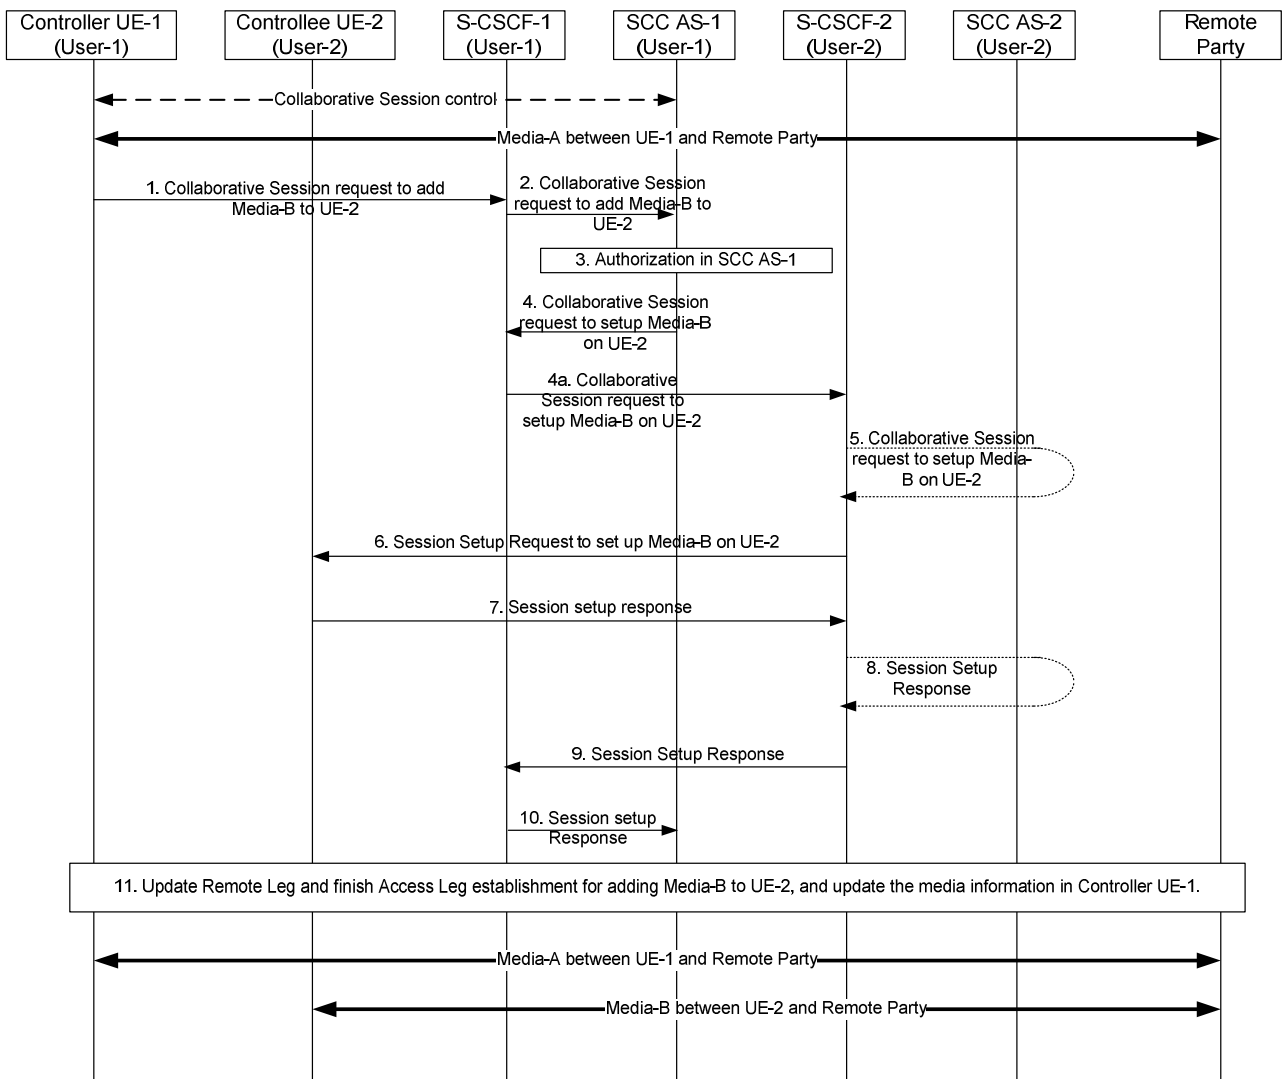 Controller UE-1
(User-1)
Controllee UE-2
(User-2)
S-CSCF-1
(User-1)
SCC AS-1
(User-1)
S-CSCF-2
(User-2)
SCC AS-2
(User-2)
Remote
Party
Collaborative Session control
Media-A between UE-1 and Remote Party
1. Collaborative Session request to add
Media-B to UE-2
2. Collaborative Session
request to add Media-B to
UE-2
3. Authorization in SCC AS-1
4. Collaborative Session
request to setup Media-B
on UE-2
4a. Collaborative
Session request to
setup Media-B on UE-2
5. Collaborative Session
request to setup Media-
B on UE-2
6. Session Setup Request to set up Media-B on UE-2
7. Session setup response
8. Session Setup
Response
9. Session Setup Response
10. Session setup
Response
11. Update Remote Leg and finish Access Leg establishment for adding Media-B to UE-2, and update the media information in Controller UE-1.
Media-A between UE-1 and Remote Party
Media-B between UE-2 and Remote Party